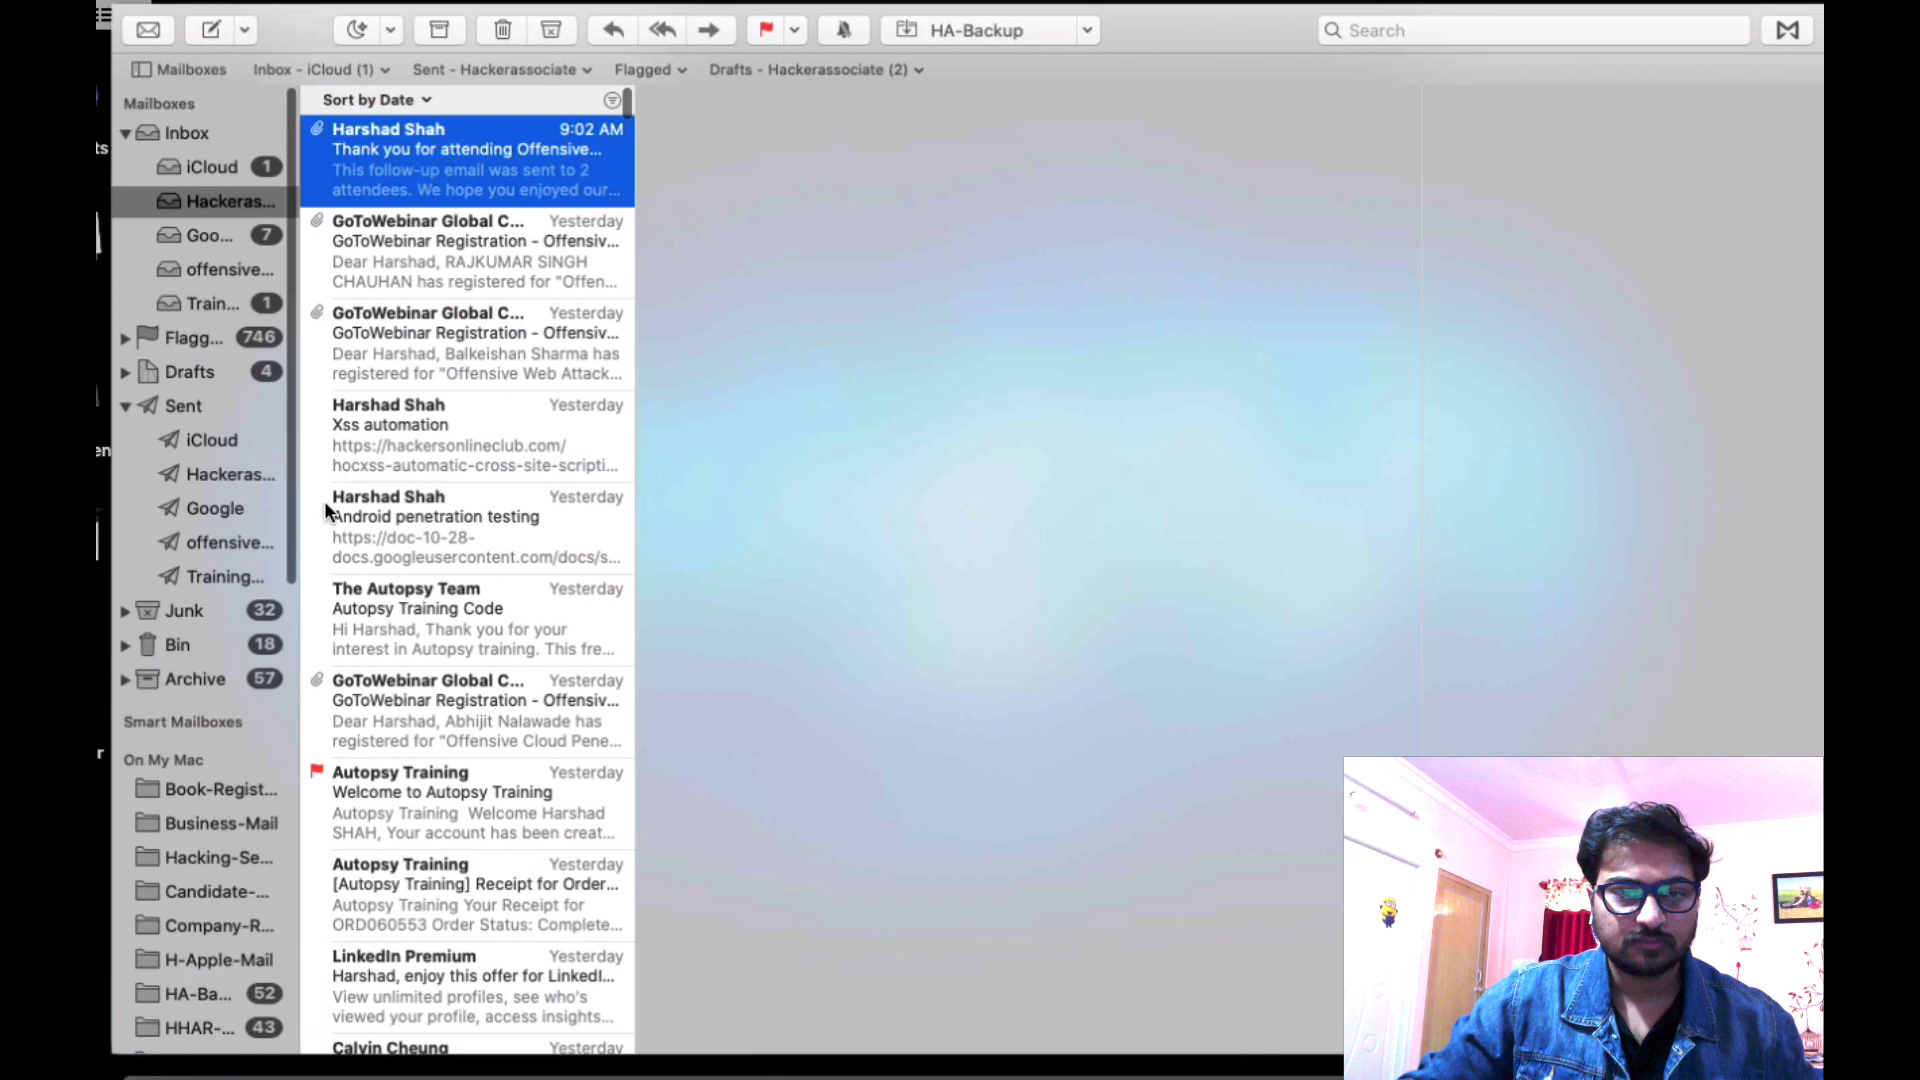 HA-Backup
Search
Mailboxes
Inbox - iCloud (1)
Sent - Hackerassociate
Flagged
Drafts - Hackerassociate (2)
Mailboxes
Inbox
iCloud 1
Hackeras...
Goo... 7
offensive...
Train... 1
Flagg... 746
Drafts 4
Sent
iCloud
Hackeras...
Google
offensive...
Training...
Junk 32
Bin 18
Archive 57
Smart Mailboxes
On My Mac
Book-Regist...
Business-Mail
Hacking-Se...
Candidate-...
Company-R...
H-Apple-Mail
HA-Ba... 52
HHAR-... 43
Sort by Date
Harshad Shah 9:02 AM
Thank you for attending Offensive...
This follow-up email was sent to 2
attendees. We hope you enjoyed our...
GoToWebinar Global C... Yesterday
GoToWebinar Registration - Offensiv...
Dear Harshad, RAJKUMAR SINGH
CHAUHAN has registered for "Offen...
GoToWebinar Global C... Yesterday
GoToWebinar Registration - Offensiv...
Dear Harshad, Balkeishan Sharma has
registered for "Offensive Web Attack...
Harshad Shah Yesterday
Xss automation
https://hackersonlineclub.com/
hocxss-automatic-cross-site-scripti...
Harshad Shah Yesterday
Android penetration testing
https://doc-10-28-
docs.googleusercontent.com/docs/s...
The Autopsy Team Yesterday
Autopsy Training Code
Hi Harshad, Thank you for your
interest in Autopsy training. This fre...
GoToWebinar Global C... Yesterday
GoToWebinar Registration - Offensiv...
Dear Harshad, Abhijit Nalawade has
registered for "Offensive Cloud Pene...
Autopsy Training Yesterday
Welcome to Autopsy Training
Autopsy Training Welcome Harshad
SHAH, Your account has been creat...
Autopsy Training Yesterday
[Autopsy Training] Receipt for Order...
Autopsy Training Your Receipt for
ORD060553 Order Status: Complete...
LinkedIn Premium Yesterday
Harshad, enjoy this offer for LinkedI...
View unlimited profiles, see who's
viewed your profile, access insights...
Calvin Cheung Yesterday